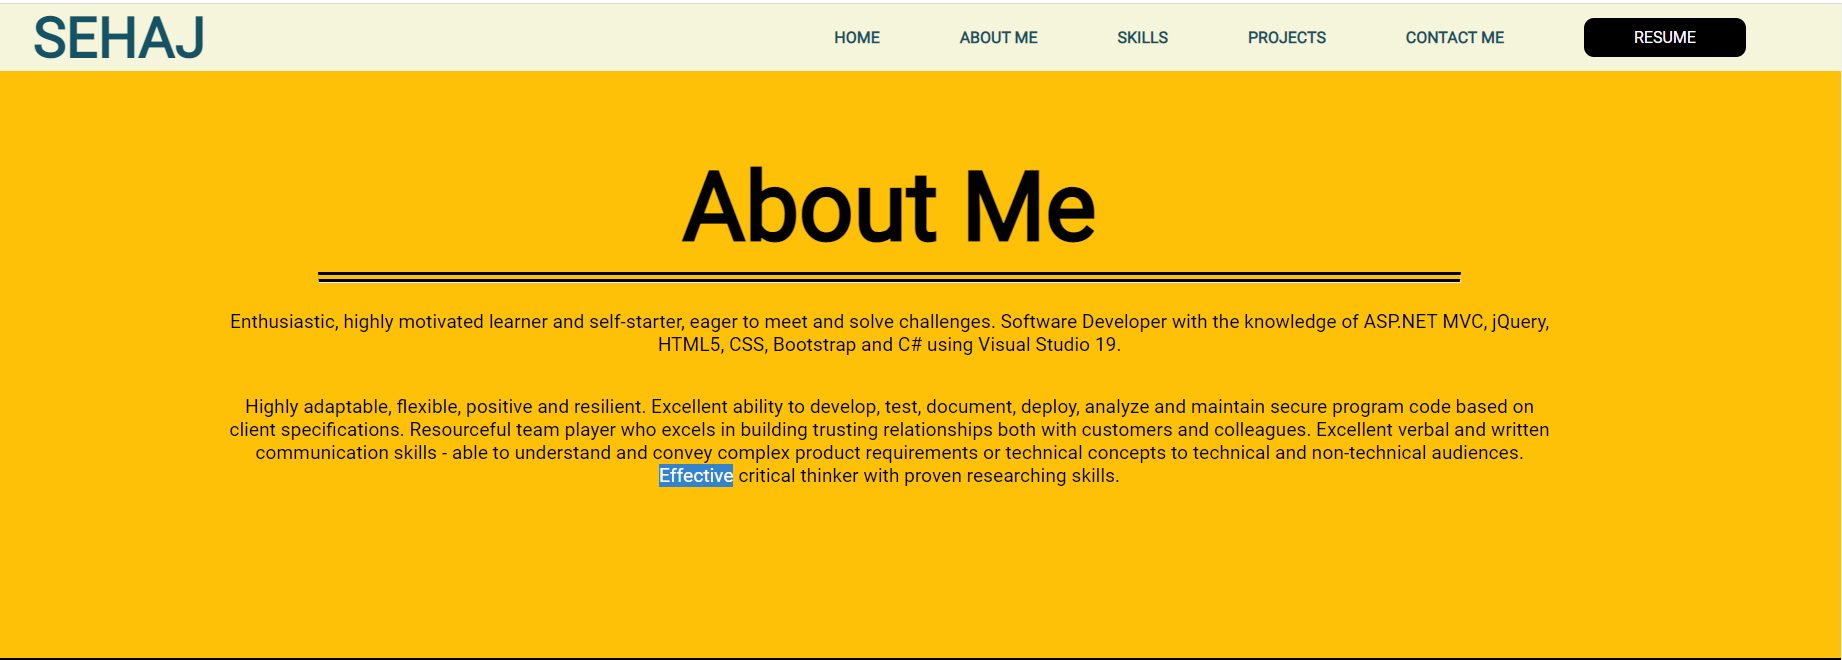 SEHAJ
HOME
ABOUT ME
SKILLS
PROJECTS
CONTACT ME
RESUME
About Me
Enthusiastic, highly motivated learner and self-starter, eager to meet and solve challenges. Software Developer with the knowledge of ASP.NET MVC, jQuery,
HTML5, CSS, Bootstrap and C# using Visual Studio 19.
Highly adaptable, flexible, positive and resilient. Excellent ability to develop, test, document, deploy, analyze and maintain secure program code based on
client specifications. Resourceful team player who excels in building trusting relationships both with customers and colleagues. Excellent verbal and written
communication skills - able to understand and convey complex product requirements or technical concepts to technical and non-technical audiences.
Effective critical thinker with proven researching skills.